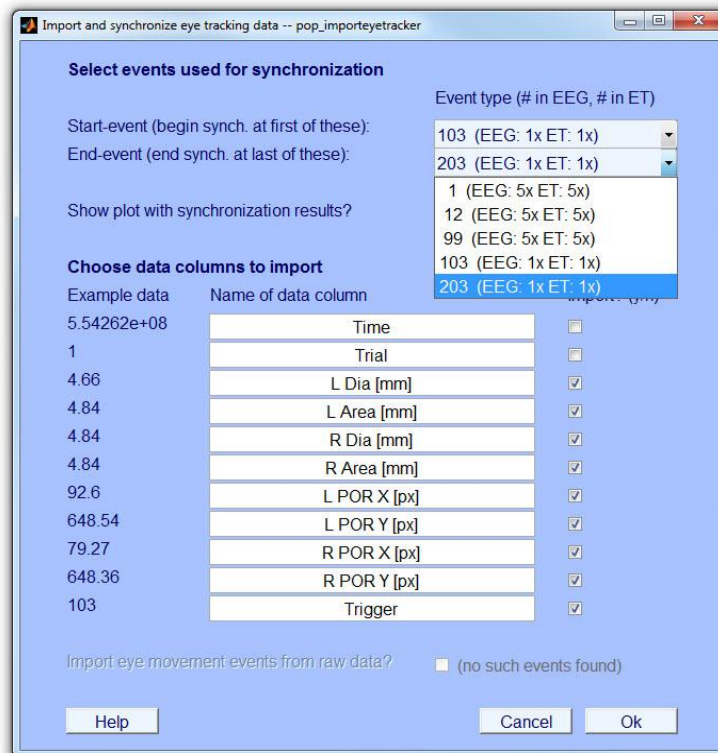 Import and synchronize eye tracking data -- pop_importeyetracker
Select events used for synchronization
Event type (# in EEG, # in ET)
Start-event (begin synch. at first of these):
103 (EEG: 1x ET: 1x)
End-event (end synch. at last of these):
203 (EEG: 1x ET: 1x)
1 (EEG: 5x ET: 5x)
12 (EEG: 5x ET: 5x)
99 (EEG: 5x ET: 5x)
103 (EEG: 1x ET: 1x)
203 (EEG: 1x ET: 1x)
Show plot with synchronization results?
Choose data columns to import
Example data Name of data column
5.54262e+08 Time
1 Trial
4.66 L Dia [mm]
4.84 L Area [mm]
4.84 R Dia [mm]
4.84 R Area [mm]
92.6 L POR X [px]
648.54 L POR Y [px]
79.27 R POR X [px]
648.36 R POR Y [px]
103 Trigger
Import eye movement events from raw data? (no such events found)
Help Cancel Ok